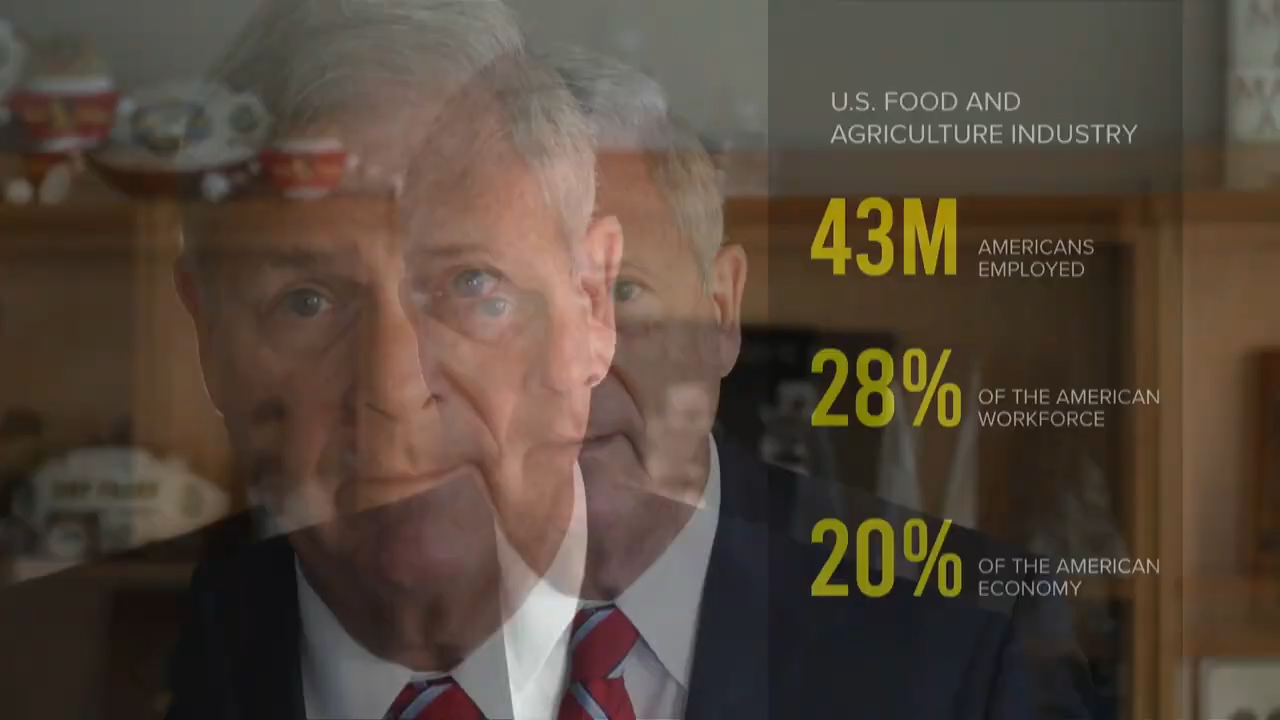 U.S. FOOD AND
AGRICULTURE INDUSTRY
43M AMERICANS
EMPLOYED
28% OF THE AMERICAN
WORKFORCE
20% OF THE AMERICAN
ECONOMY